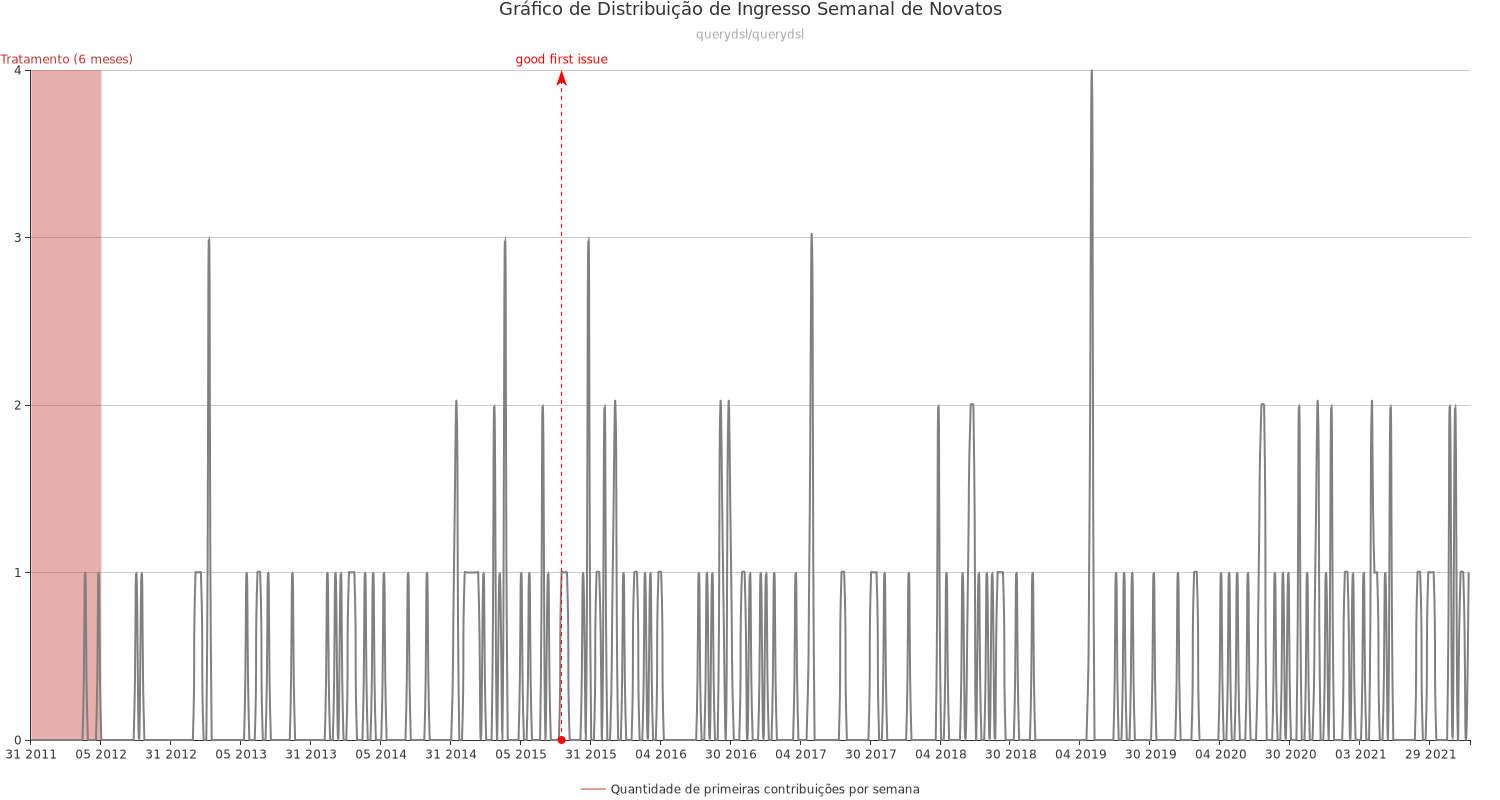 Gráfico de Distribuição de Ingresso Semanal de Novatos
querydsl/querydsl
Tratamento (6 meses)
good first issue
4
3
2
1
0
31 2011 05 2012 31 2012 05 2013 31 2013 05 2014 31 2014 05 2015 31 2015 04 2016 30 2016 04 2017 30 2017 04 2018 30 2018 04 2019 30 2019 04 2020 30 2020 03 2021 29 2021
Quantidade de primeiras contribuições por semana